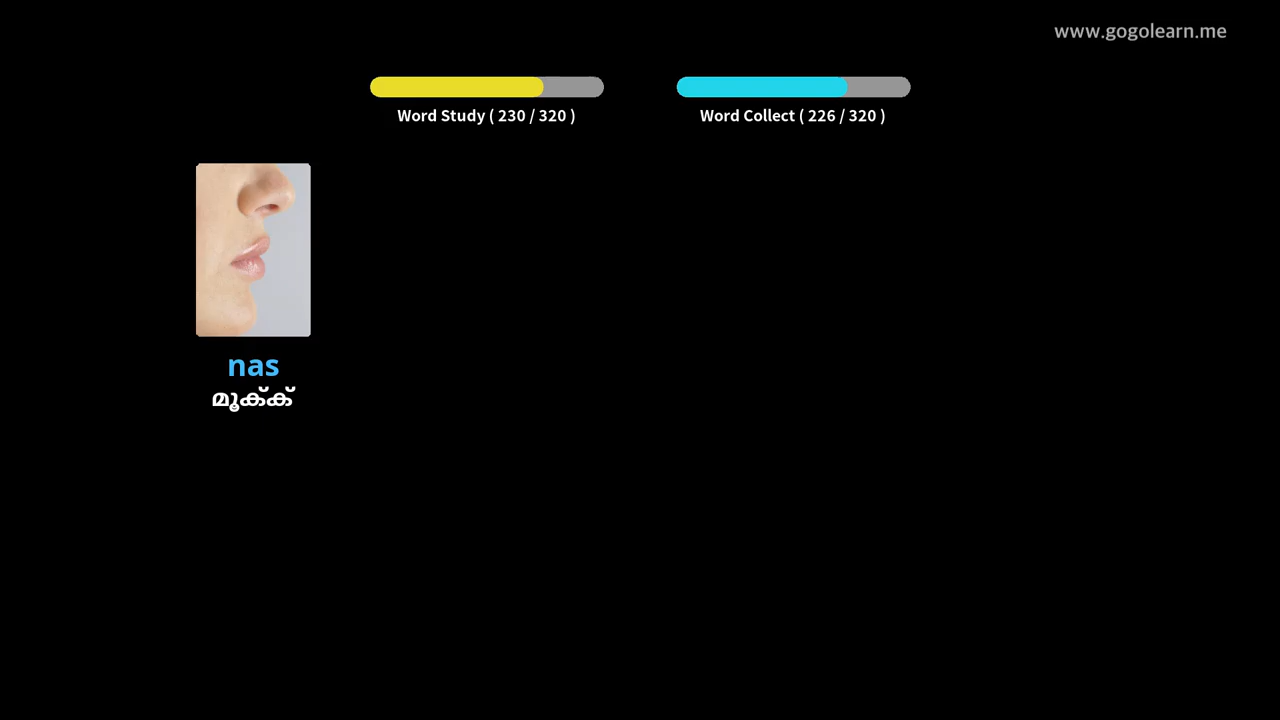 www.gogolearn.me
Word Study ( 230 / 320 )
Word Collect ( 226 / 320 )
nas
മൂക്ക്